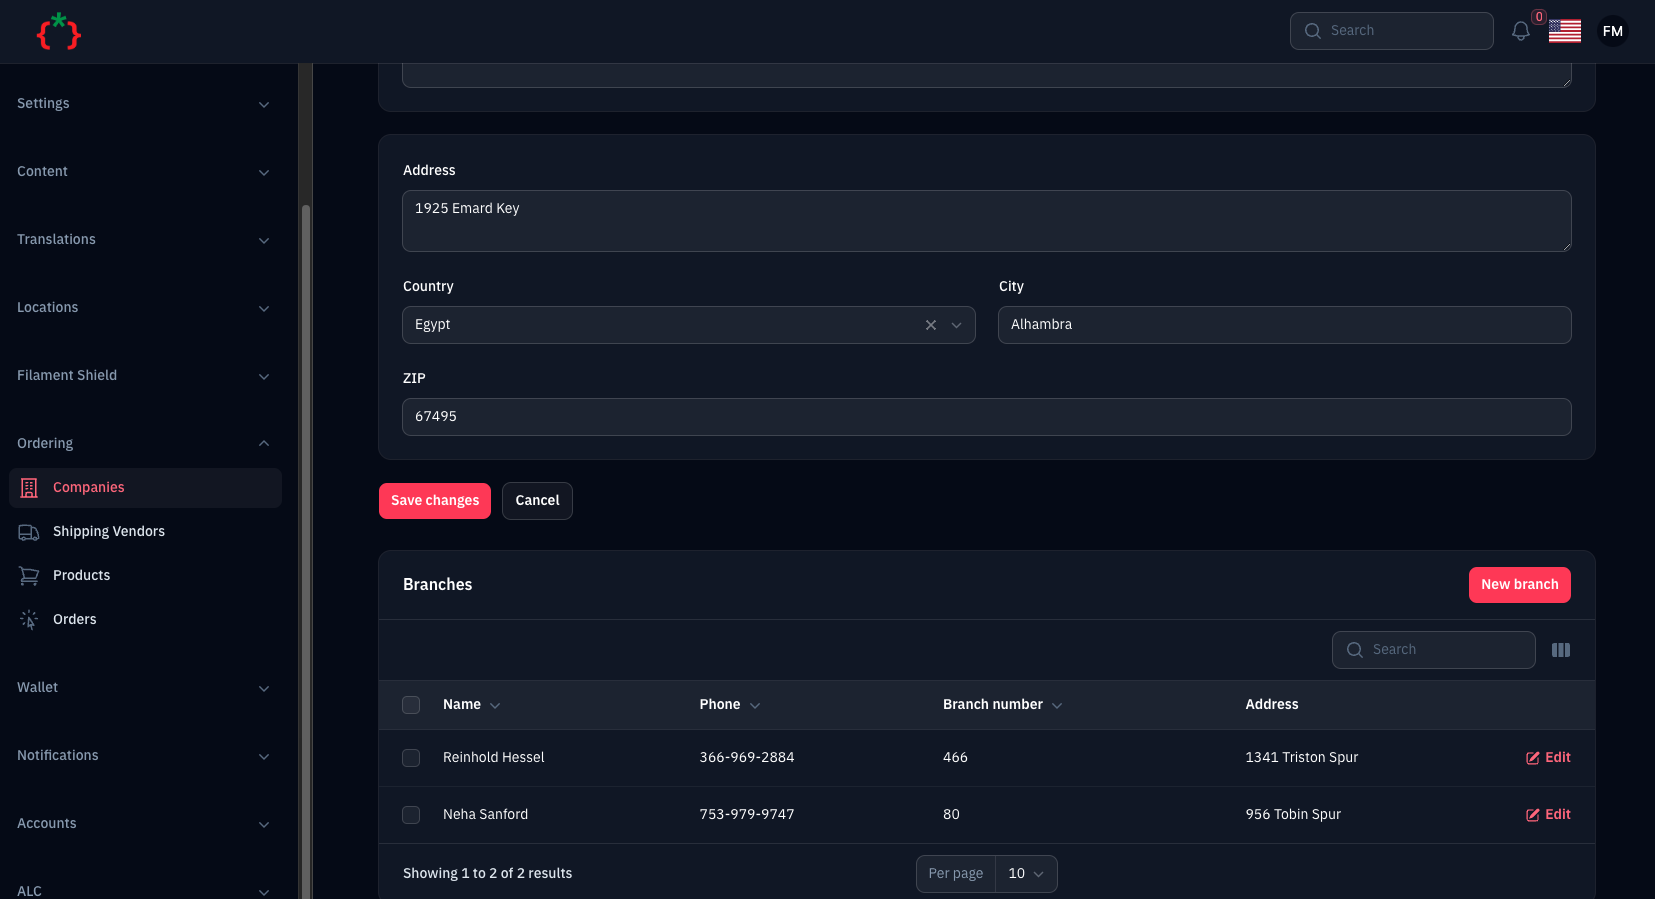 {*}
Search
0
FM
Settings
Content
Translations
Locations
Filament Shield
Ordering
Companies
Shipping Vendors
Products
Orders
Wallet
Notifications
Accounts
ALC
Address
1925 Emard Key
Country
City
Egypt
Alhambra
ZIP
67495
Save changes
Cancel
Branches
New branch
Search
Name
Phone
Branch number
Address
Reinhold Hessel
366-969-2884
466
1341 Triston Spur
Edit
Neha Sanford
753-979-9747
80
956 Tobin Spur
Edit
Showing 1 to 2 of 2 results
Per page
10